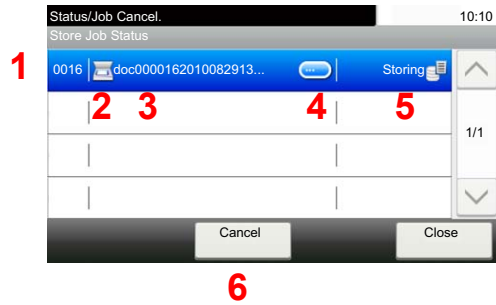 Status/Job Cancel. 10:10
Store Job Status
1 0016 doc0000162010082913... Storing
2 3 4 5
1/1
Cancel Close
6